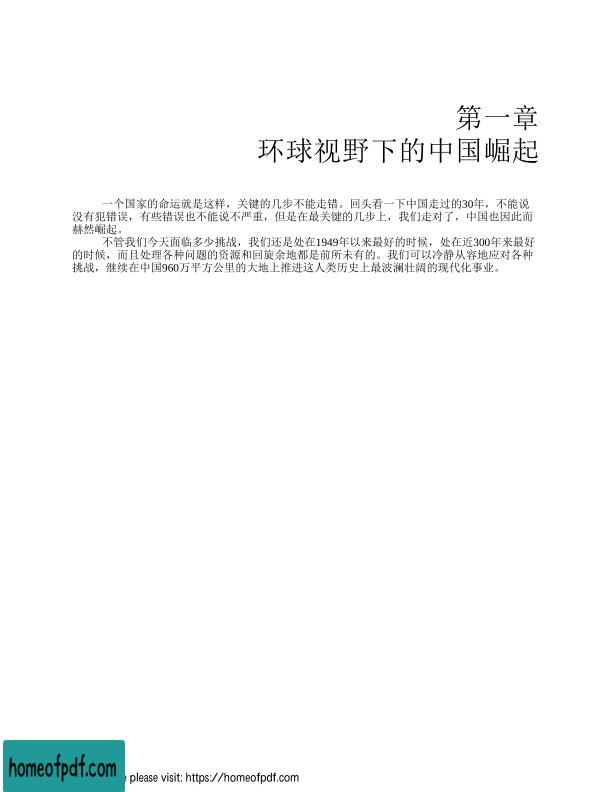 第一章
环球视野下的中国崛起
一个国家的命运就是这样，关键的几步不能走错。回头看一下中国走过的30年，不能说
没有犯错误，有些错误也不能说不严重，但是在最关键的几步上，我们走对了，中国也因此而
赫然崛起。
不管我们今天面临多少挑战，我们还是处在1949年以来最好的时候，处在近300年来最好
的时候，而且处理各种问题的资源和回旋余地都是前所未有的。我们可以冷静从容地应对各种
挑战，继续在中国960万平方公里的大地上推进这人类历史上最波澜壮阔的现代化事业。
homeofpdf.com
e please visit: https://homeofpdf.com